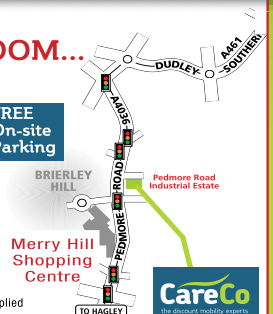 OOM...
A461
SOUTHERN
DUDLEY
A4036
FREE
On-site
Parking
ROAD
Pedmore Road
Industrial Estate
BRIERLEY
HILL
PEDMORE
Merry Hill
Shopping
Centre
CareCo
the discount mobility experts
plied
TO HAGLEY